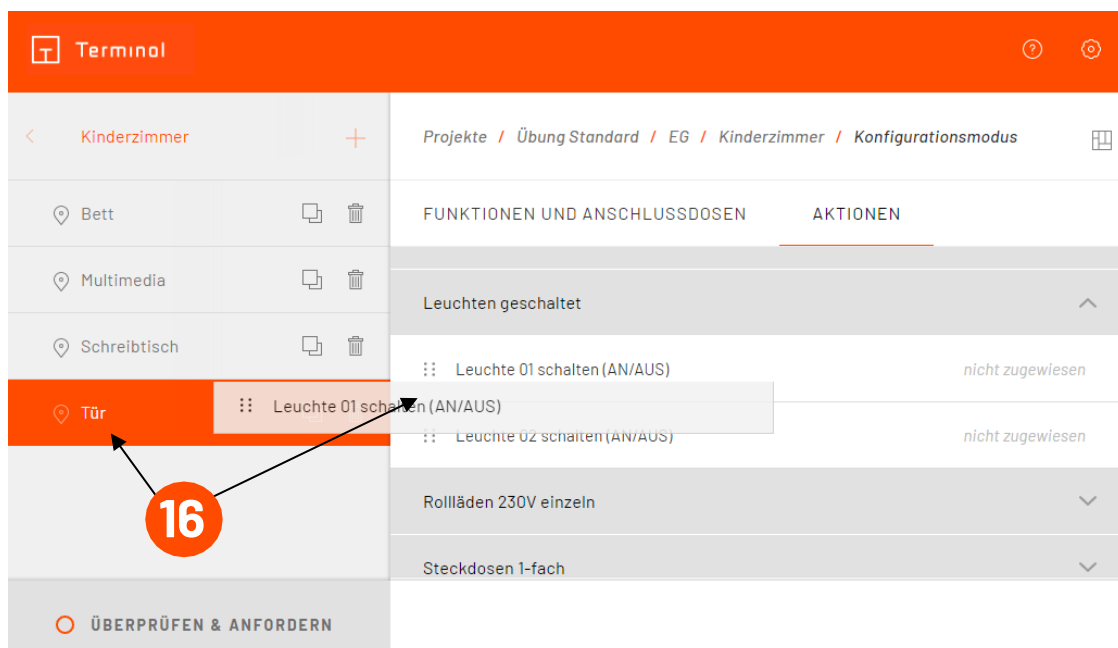 Terminal
Kinderzimmer
Projekte / Übung Standard / EG / Kinderzimmer / Konfigurationsmodus
Bett
FUNKTIONEN UND ANSCHLUSSDOSEN AKTIONEN
Multimedia
Leuchten geschaltet
Schreibtisch
Leuchte 01 schalten (AN/AUS) nicht zugewiesen
Tür
Leuchte 01 schalten (AN/AUS)
Leuchte 02 schalten (AN/AUS) nicht zugewiesen
Rollläden 230V einzeln
16
Steckdosen 1-fach
ÜBERPRÜFEN & ANFORDERN